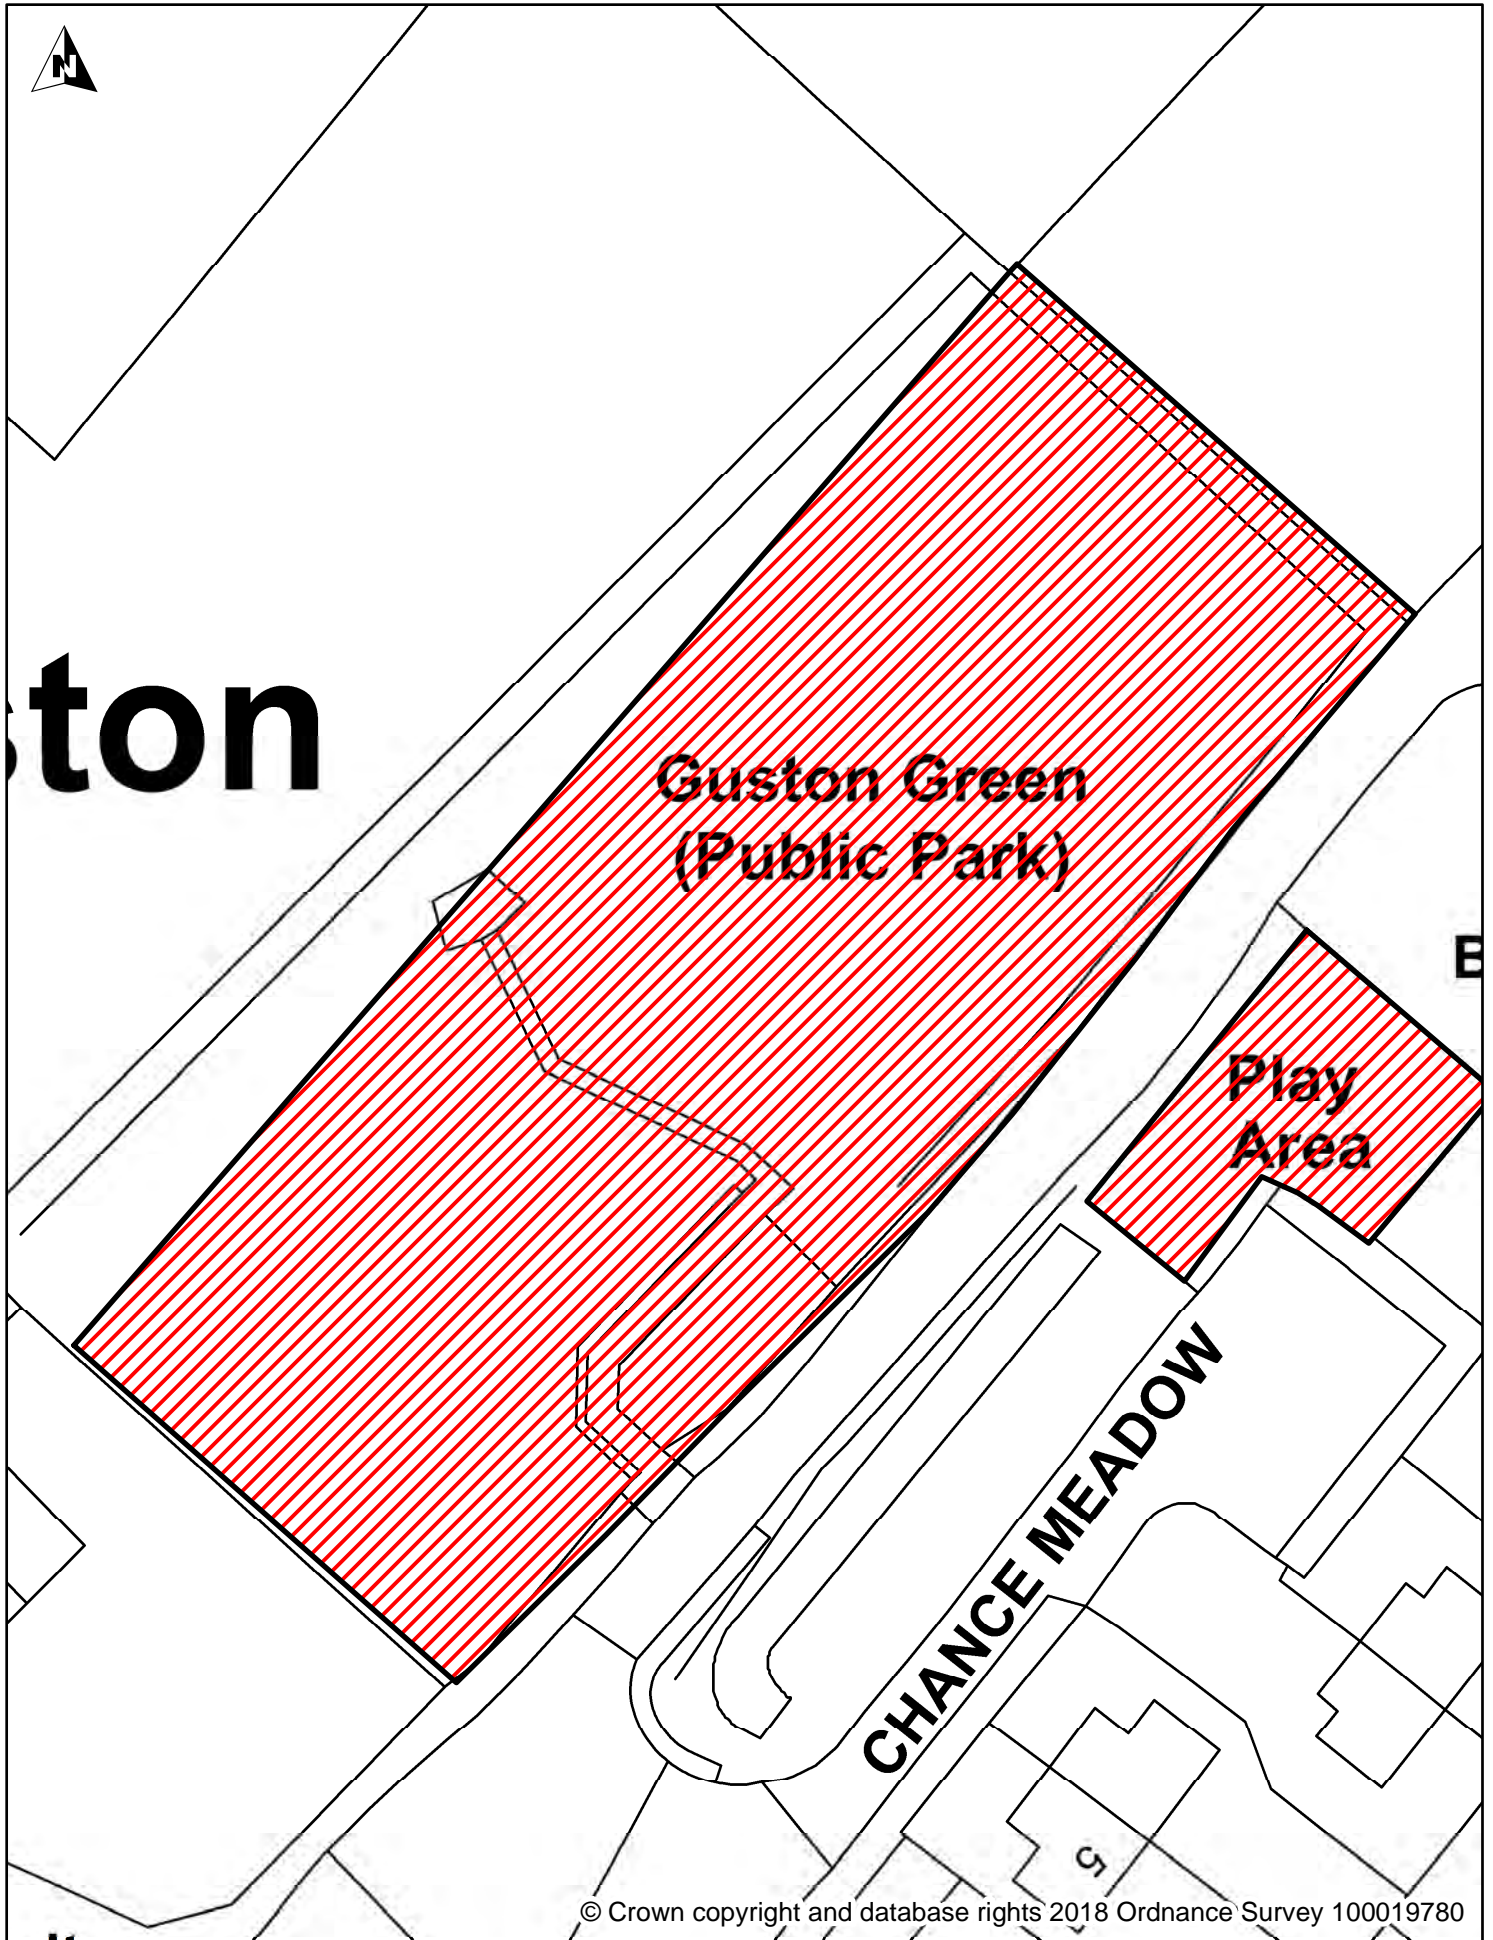 N
ston
Guston Green
(Public Park)
B
Play
Area
CHANCE MEADOW
5
© Crown copyright and database rights 2018 Ordnance Survey 100019780